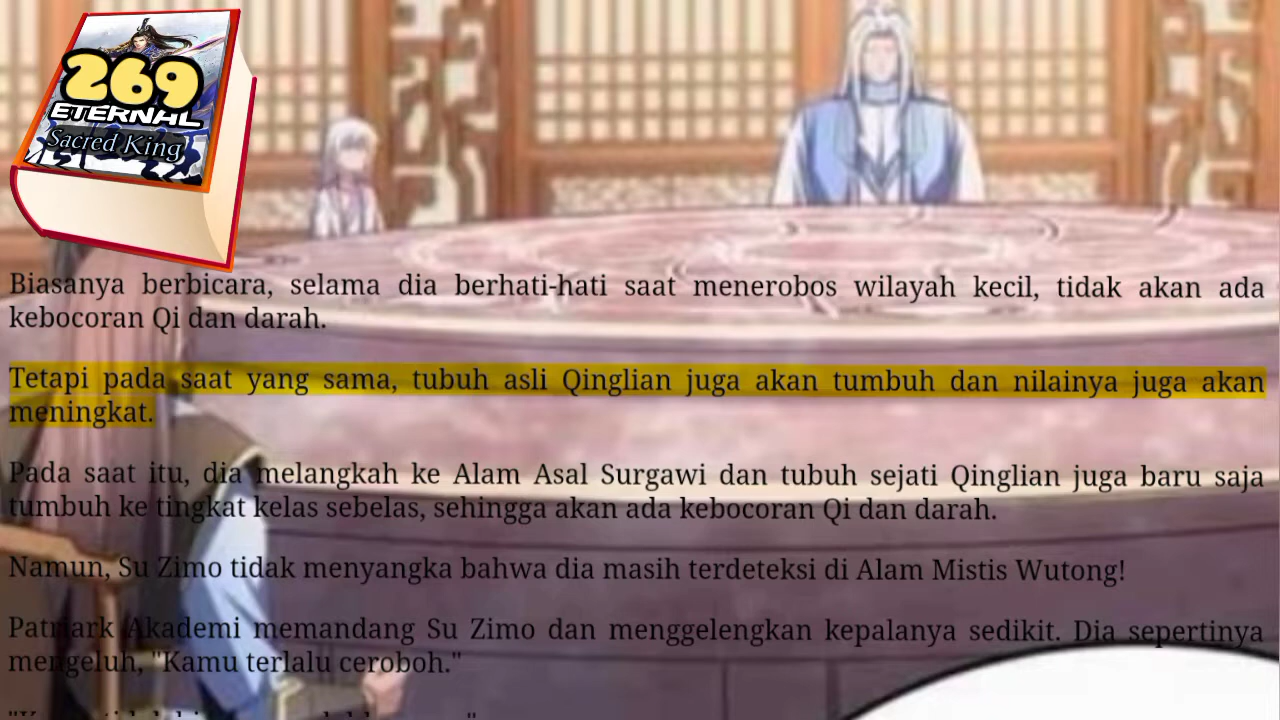 269
ETERNAL
Sacred King
Biasanya berbicara, selama dia berhati-hati saat menerobos wilayah kecil, tidak akan ada
kebocoran Qi dan darah.
Tetapi pada saat yang sama, tubuh asli Qinglian juga akan tumbuh dan nilainya juga akan
meningkat.
Pada saat itu, dia melangkah ke Alam Asal Surgawi dan tubuh sejati Qinglian juga baru saja
tumbuh ke tingkat kelas sebelas, sehingga akan ada kebocoran Qi dan darah.
Namun, Su Zimo tidak menyangka bahwa dia masih terdeteksi di Alam Mistis Wutong!
Patriark Akademi memandang Su Zimo dan menggelengkan kepalanya sedikit. Dia sepertinya
mengeluh, "Kamu terlalu ceroboh."